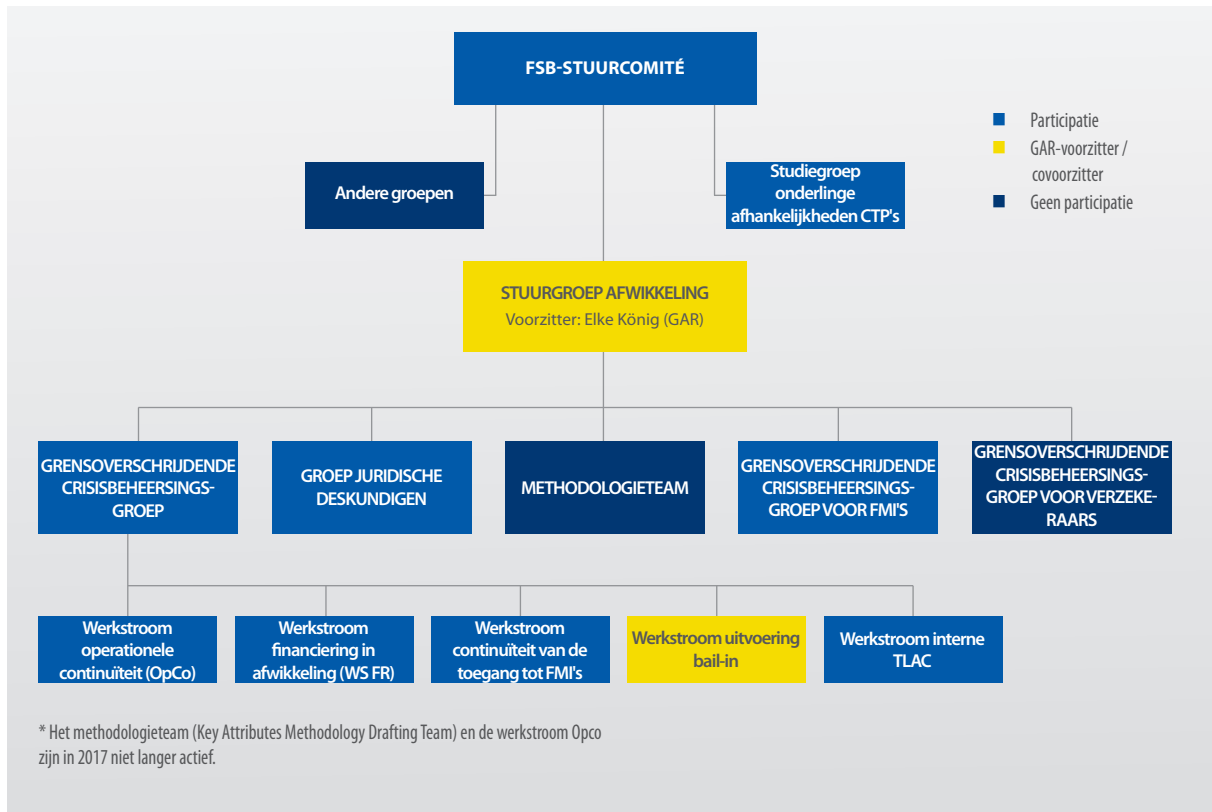 FSB-STUURCOMITÉ
Participatie
GAR-voorzitter /
covoorzitter
Geen participatie
Andere groepen
Studiegroep
onderlinge
afhankelijkheden CTP's
STUURGROEP AFWIKKELING
Voorzitter: Elke König (GAR)
GRENSOVERSCHRIJDENDE
CRISISBEHEERSINGS-
GROEP
GROEP JURIDISCHE
DESKUNDIGEN
METHODOLOGIETEAM
GRENSOVERSCHRIJDENDE
CRISISBEHEERSINGS-
GROEP VOOR FMI'S
GRENSOVERSCHRIJDENDE
CRISISBEHEERSINGS-
GROEP VOOR VERZEKE-
RAARS
Werkstroom
operationele
continuïteit (OpCo)
Werkstroom
financiering in
afwikkeling (WS FR)
Werkstroom
continuïteit van de
toegang tot FMI's
Werkstroom uitvoering
bail-in
Werkstroom interne
TLAC
* Het methodologieteam (Key Attributes Methodology Drafting Team) en de werkstroom Opco
zijn in 2017 niet langer actief.